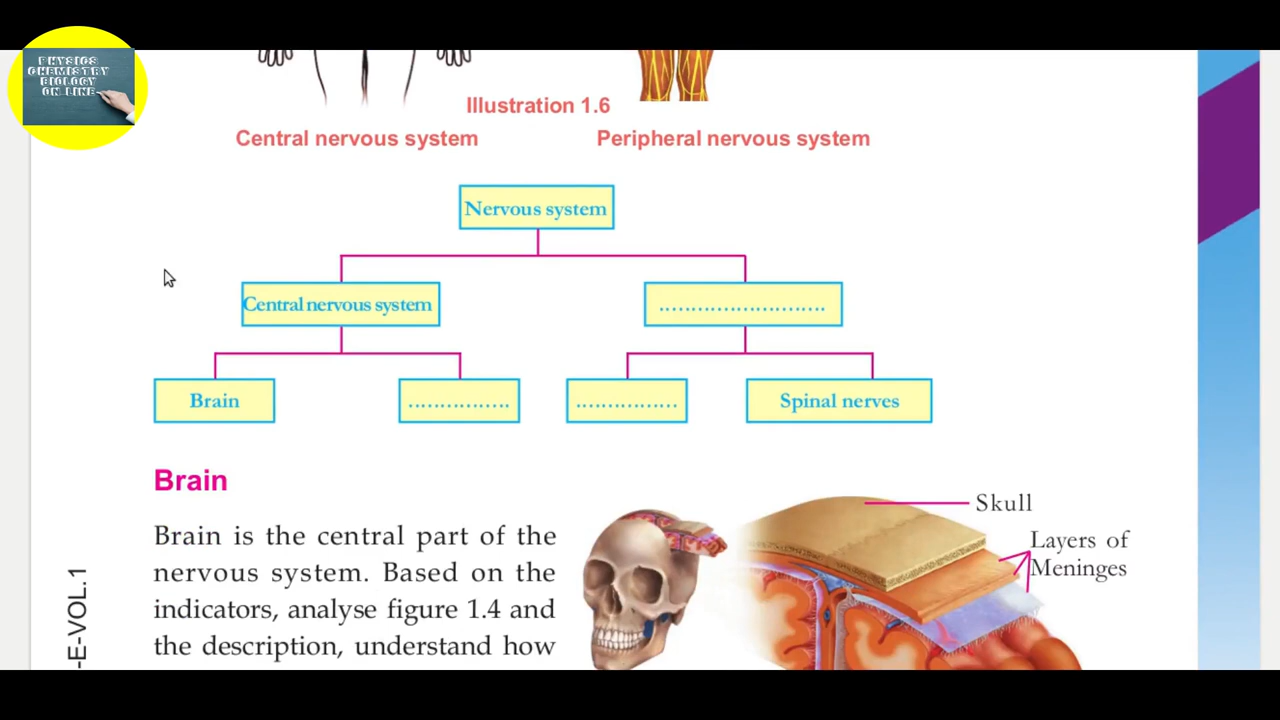 PHYSICS
CHEMISTRY
BIOLOGY
ON LINE
Illustration 1.6
Central nervous system
Peripheral nervous system
Nervous system
Central nervous system
.........................
Brain
................
................
Spinal nerves
Brain
Brain is the central part of the
nervous system. Based on the
indicators, analyse figure 1.4 and
the description, understand how
Skull
Layers of
Meninges
-E-VOL.1